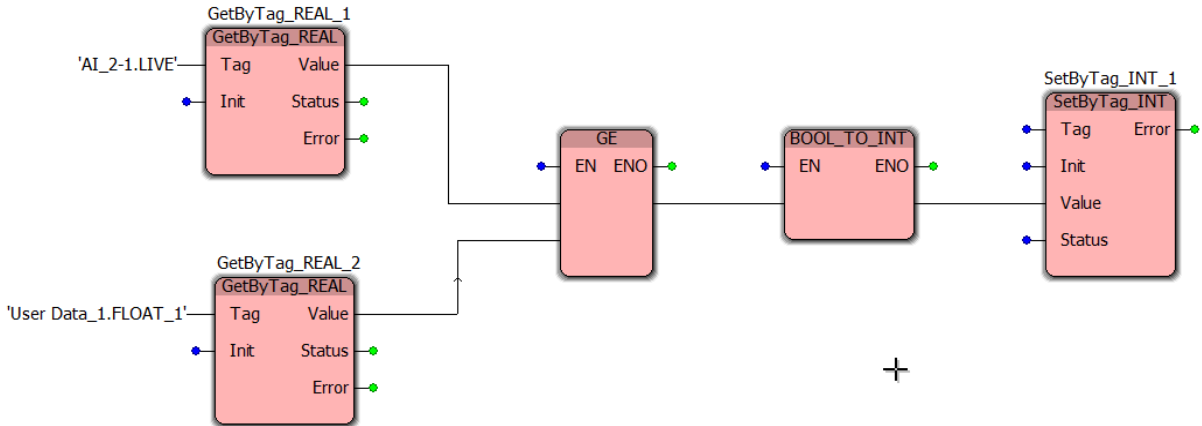 GetByTag_REAL_1
GetByTag_REAL
'AI_2-1.LIVE'
Tag Value
Init Status
Error
GetByTag_REAL_2
GetByTag_REAL
'User Data_1.FLOAT_1'
Tag Value
Init Status
Error
GE
EN ENO
BOOL_TO_INT
EN ENO
SetByTag_INT_1
SetByTag_INT
Tag Error
Init
Value
Status